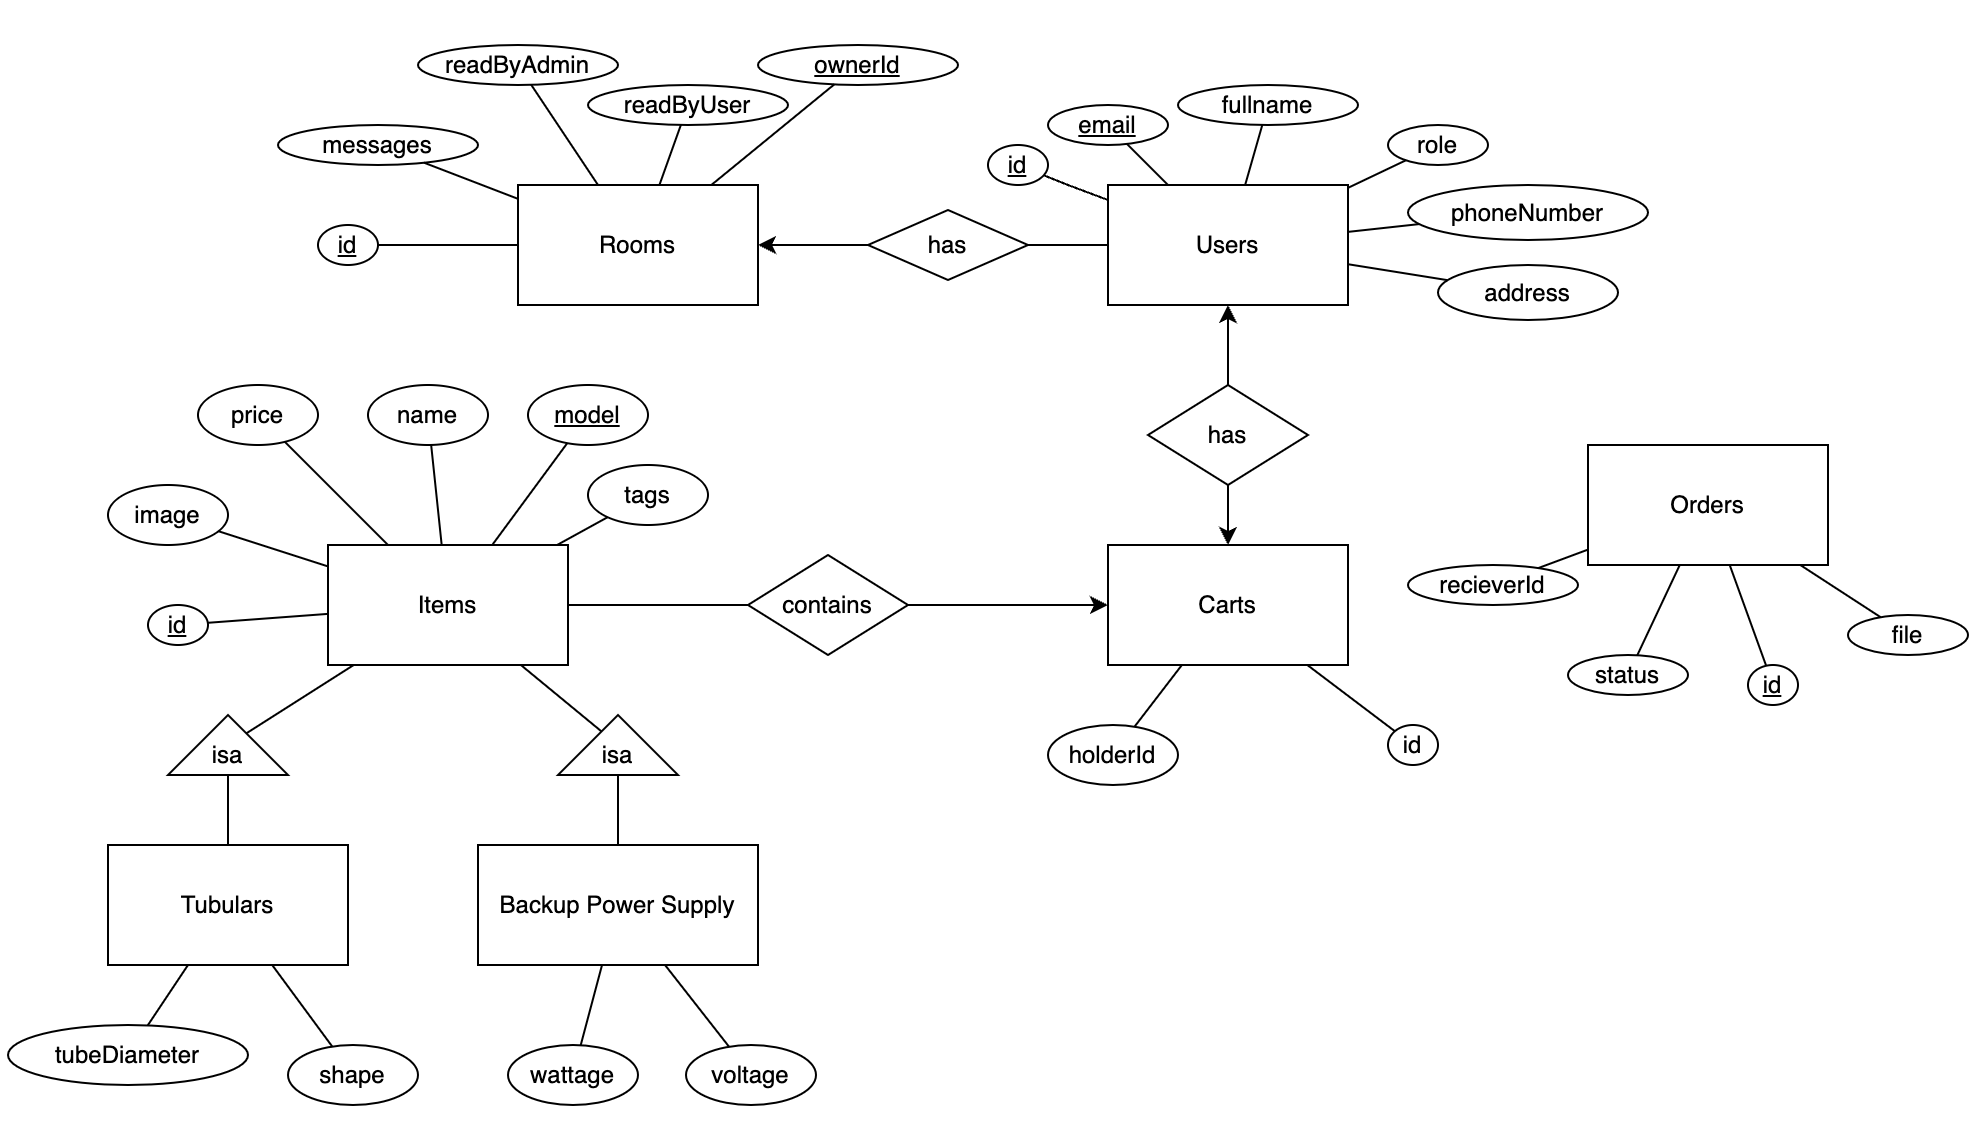 readByAdmin
ownerId
readByUser
fullname
email
messages
role
id
phoneNumber
Rooms
has
Users
id
address
price
name
model
has
tags
image
Orders
Items
contains
Carts
recieverId
id
file
status
id
holderId
id
isa
isa
Tubulars
Backup Power Supply
tubeDiameter
shape
wattage
voltage